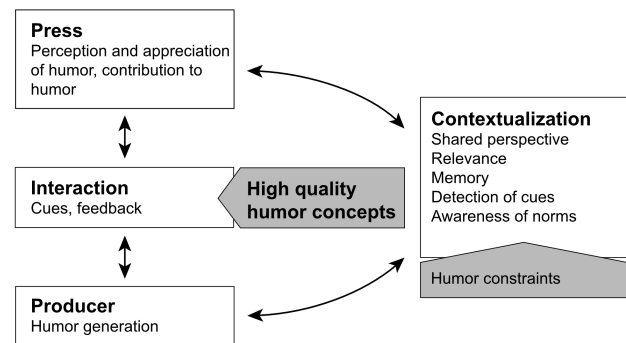 Press
Perception and appreciation
of humor, contribution to
humor
Interaction
Cues, feedback
Producer
Humor generation
High quality
humor concepts
Contextualization
Shared perspective
Relevance
Memory
Detection of cues
Awareness of norms
Humor constraints